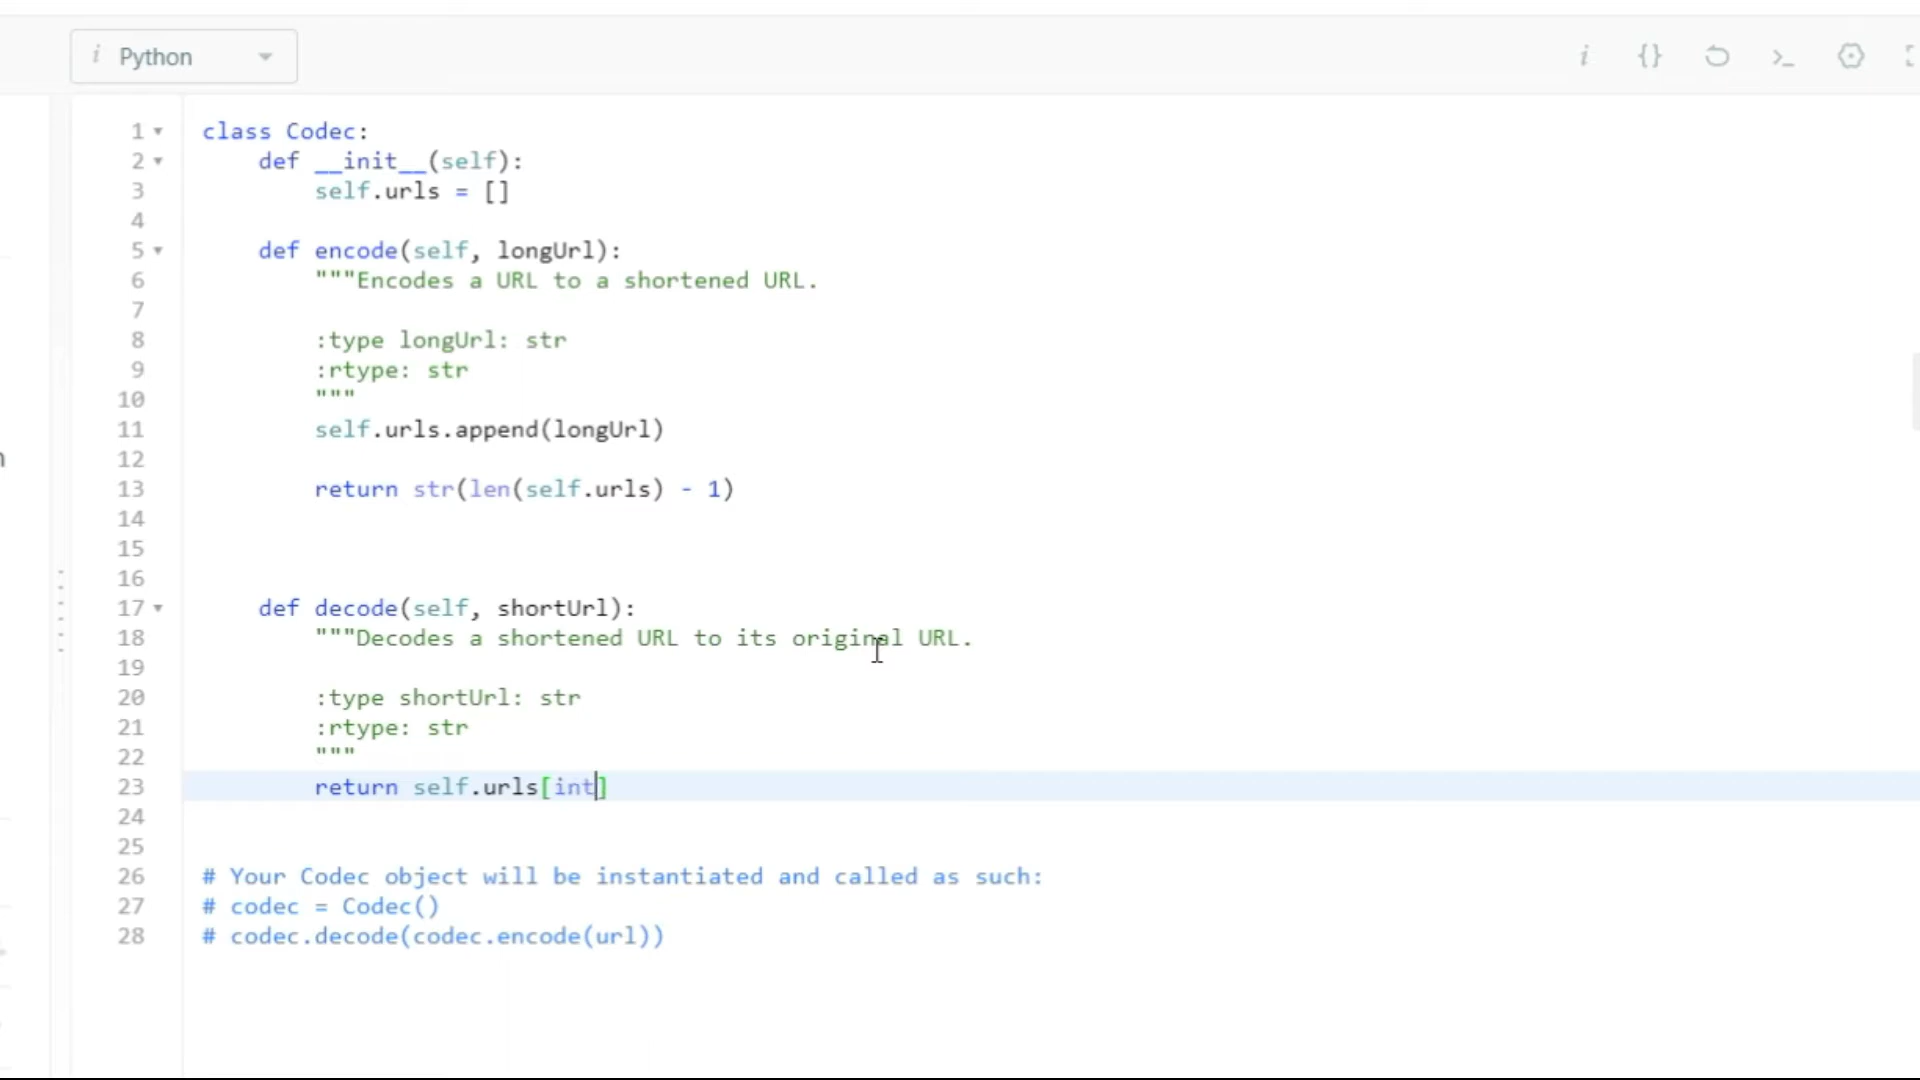 i Python
i {} >_
1 class Codec:
2 def __init__(self):
3 self.urls = []
4
5 def encode(self, longUrl):
6 """Encodes a URL to a shortened URL.
7
8 :type longUrl: str
9 :rtype: str
10 """
11 self.urls.append(longUrl)
12
13 return str(len(self.urls) - 1)
14
15
16
17 def decode(self, shortUrl):
18 """Decodes a shortened URL to its original URL.
19
20 :type shortUrl: str
21 :rtype: str
22 """
23 return self.urls[int]
24
25
26 # Your Codec object will be instantiated and called as such:
27 # codec = Codec()
28 # codec.decode(codec.encode(url))